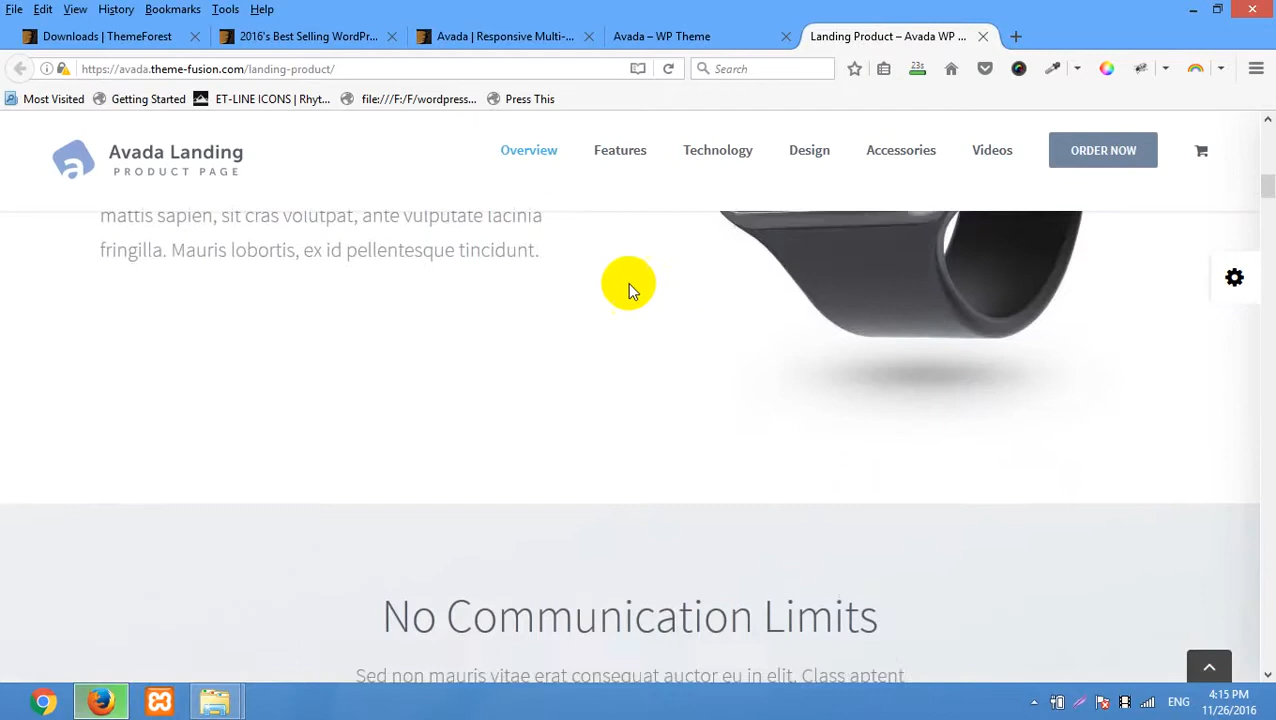 File Edit View History Bookmarks Tools Help
Downloads | ThemeForest
2016's Best Selling WordPr...
Avada | Responsive Multi-...
Avada – WP Theme
Landing Product – Avada WP ...
https://avada.theme-fusion.com/landing-product/
Search
23s
Most Visited
Getting Started
ET-LINE ICONS | Rhyt...
file:///F:/F/wordpress...
Press This
Avada Landing
PRODUCT PAGE
Overview
Features
Technology
Design
Accessories
Videos
ORDER NOW
mattis sapien, sit cras volutpat, ante vulputate lacinia
fringilla. Mauris lobortis, ex id pellentesque tincidunt.
No Communication Limits
Sed non mauris vitae erat consequat auctor eu in elit. Class aptent
ENG
4:15 PM
11/26/2016